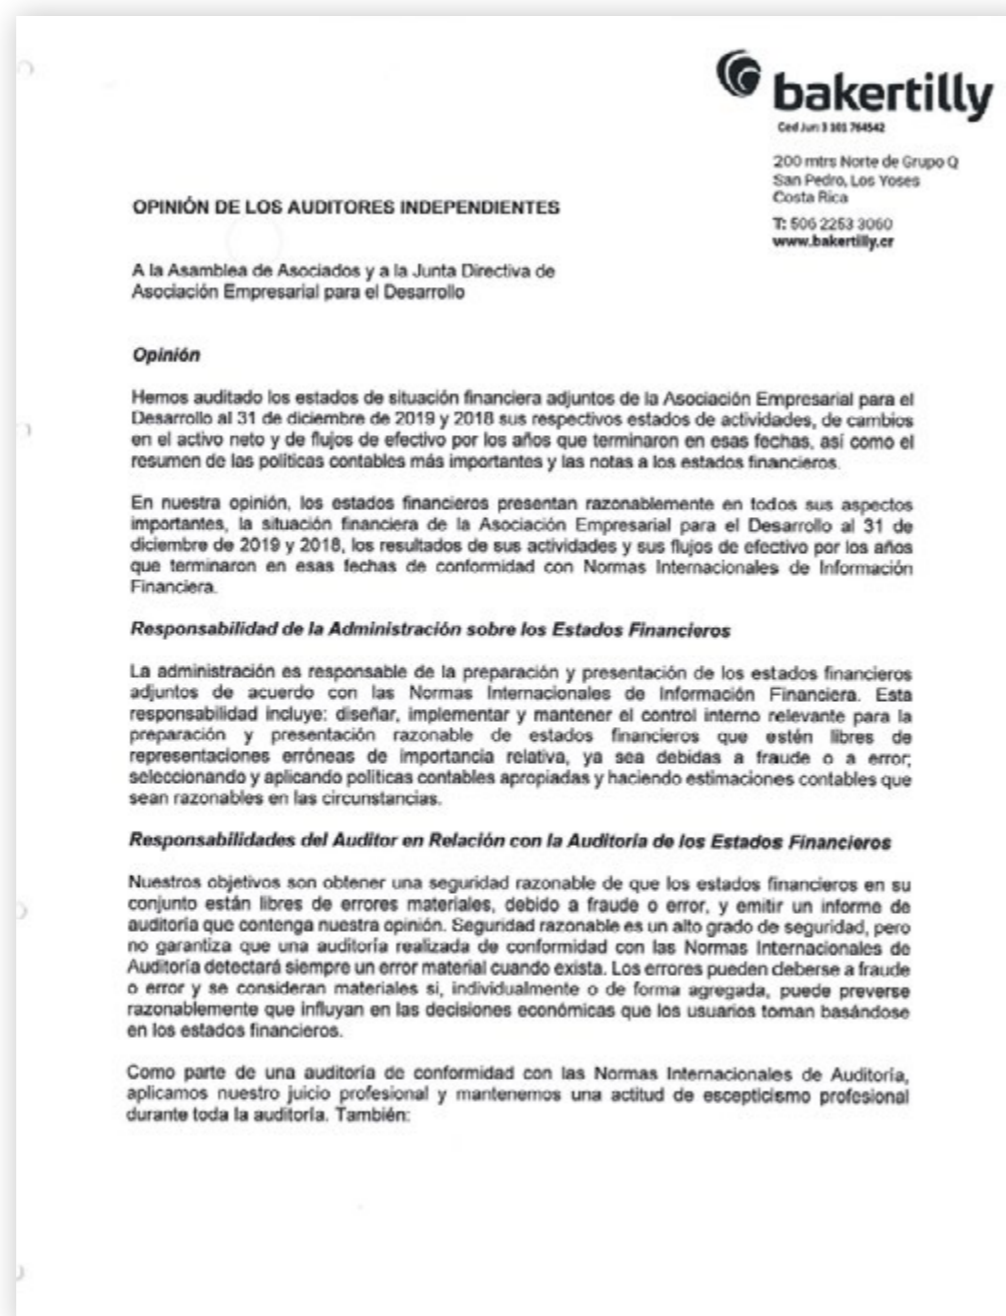 bakertilly
Ced Jur: 3 101 764542
200 mtrs Norte de Grupo Q
San Pedro, Los Yoses
Costa Rica
T: 506 2253 3060
www.bakertilly.cr
OPINIÓN DE LOS AUDITORES INDEPENDIENTES
A la Asamblea de Asociados y a la Junta Directiva de
Asociación Empresarial para el Desarrollo
Opinión
Hemos auditado los estados de situación financiera adjuntos de la Asociación Empresarial para el
Desarrollo al 31 de diciembre de 2019 y 2018 sus respectivos estados de actividades, de cambios
en el activo neto y de flujos de efectivo por los años que terminaron en esas fechas, así como el
resumen de las políticas contables más importantes y las notas a los estados financieros.
En nuestra opinión, los estados financieros presentan razonablemente en todos sus aspectos
importantes, la situación financiera de la Asociación Empresarial para el Desarrollo al 31 de
diciembre de 2019 y 2018, los resultados de sus actividades y sus flujos de efectivo por los años
que terminaron en esas fechas de conformidad con Normas Internacionales de Información
Financiera.
Responsabilidad de la Administración sobre los Estados Financieros
La administración es responsable de la preparación y presentación de los estados financieros
adjuntos de acuerdo con las Normas Internacionales de Información Financiera. Esta
responsabilidad incluye: diseñar, implementar y mantener el control interno relevante para la
preparación y presentación razonable de estados financieros que estén libres de
representaciones erróneas de importancia relativa, ya sea debidas a fraude o a error;
seleccionando y aplicando políticas contables apropiadas y haciendo estimaciones contables que
sean razonables en las circunstancias.
Responsabilidades del Auditor en Relación con la Auditoría de los Estados Financieros
Nuestros objetivos son obtener una seguridad razonable de que los estados financieros en su
conjunto están libres de errores materiales, debido a fraude o error, y emitir un informe de
auditoría que contenga nuestra opinión. Seguridad razonable es un alto grado de seguridad, pero
no garantiza que una auditoría realizada de conformidad con las Normas Internacionales de
Auditoría detectará siempre un error material cuando exista. Los errores pueden deberse a fraude
o error y se consideran materiales si, individualmente o de forma agregada, puede preverse
razonablemente que influyan en las decisiones económicas que los usuarios toman basándose
en los estados financieros.
Como parte de una auditoría de conformidad con las Normas Internacionales de Auditoría,
aplicamos nuestro juicio profesional y mantenemos una actitud de escepticismo profesional
durante toda la auditoría. También: